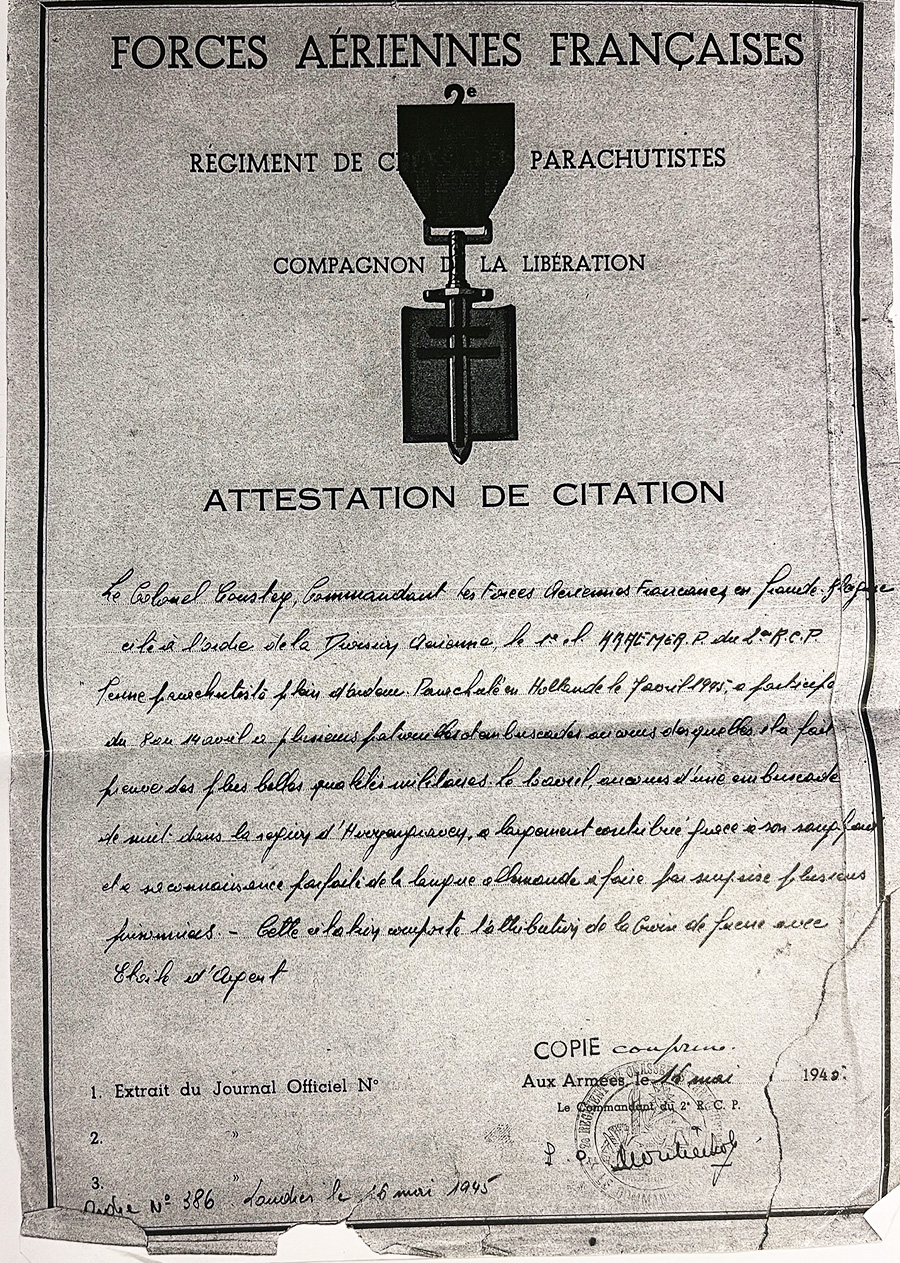 FORCES AÉRIENNES FRANÇAISES
2e
RÉGIMENT DE PARACHUTISTES
COMPAGNON LA LIBÉRATION
ATTESTATION DE CITATION
Le Colonel Coustey, Commandant les Forces Aériennes Françaises en Grande-Bretagne
cite à l'ordre de la Division Aérienne, le 1ere cl. KRAEMER. P. du 2e R.C.P
"Jeune parachutiste plein d'ardeur. Parachuté en Hollande le 7 avril 1945, a participé
du 8 au 14 avril à plusieurs patrouilles et embuscades au cours desquelles il a fait
preuve des plus belles qualités militaires. Le avril, au cours d'une embuscade
de nuit dans la région d' a largement contribué grâce à son sang froid
et sa reconnaissance parfaite de la langue allemande à faire par surprise plusieurs
prisonniers. - Cette citation comporte l'attribution de la Croix de Guerre avec
Etoile d'Argent
COPIE conforme.
Aux Armées, le 16 mai 1945.
1. Extrait du Journal Officiel N°
Le Commandant du 2e R. C. P.
2. "
P. O.
3. "
Ordre N° 386 Londres le 16 mai 1945